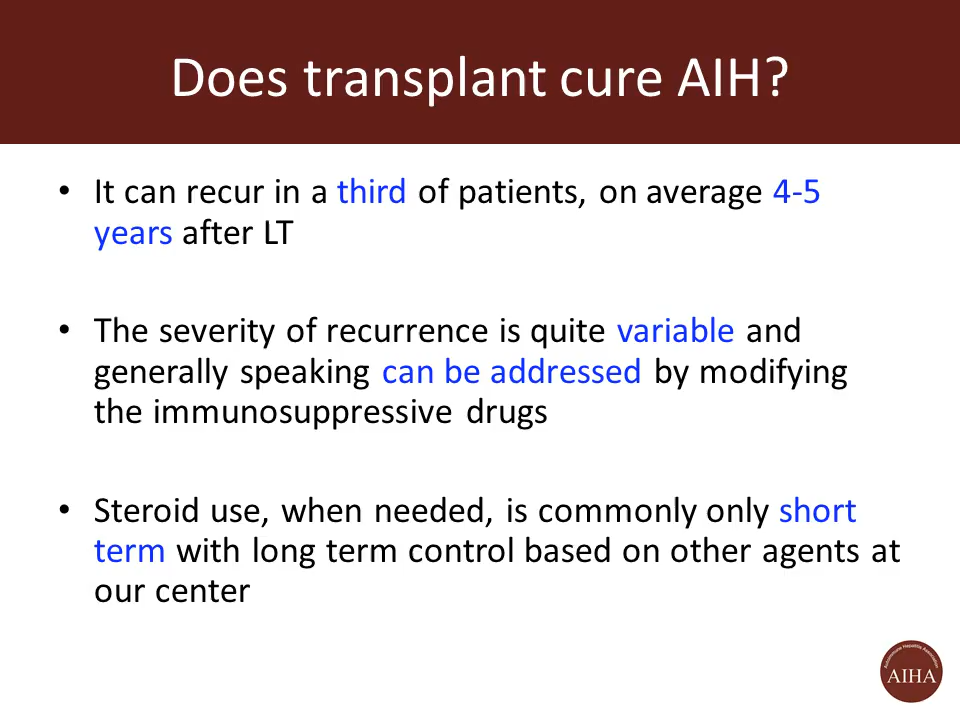 Does transplant cure AIH?
• It can recur in a third of patients, on average 4-5
years after LT
• The severity of recurrence is quite variable and
generally speaking can be addressed by modifying
the immunosuppressive drugs
• Steroid use, when needed, is commonly only short
term with long term control based on other agents at
our center
Autoimmune Hepatitis Association
AIHA